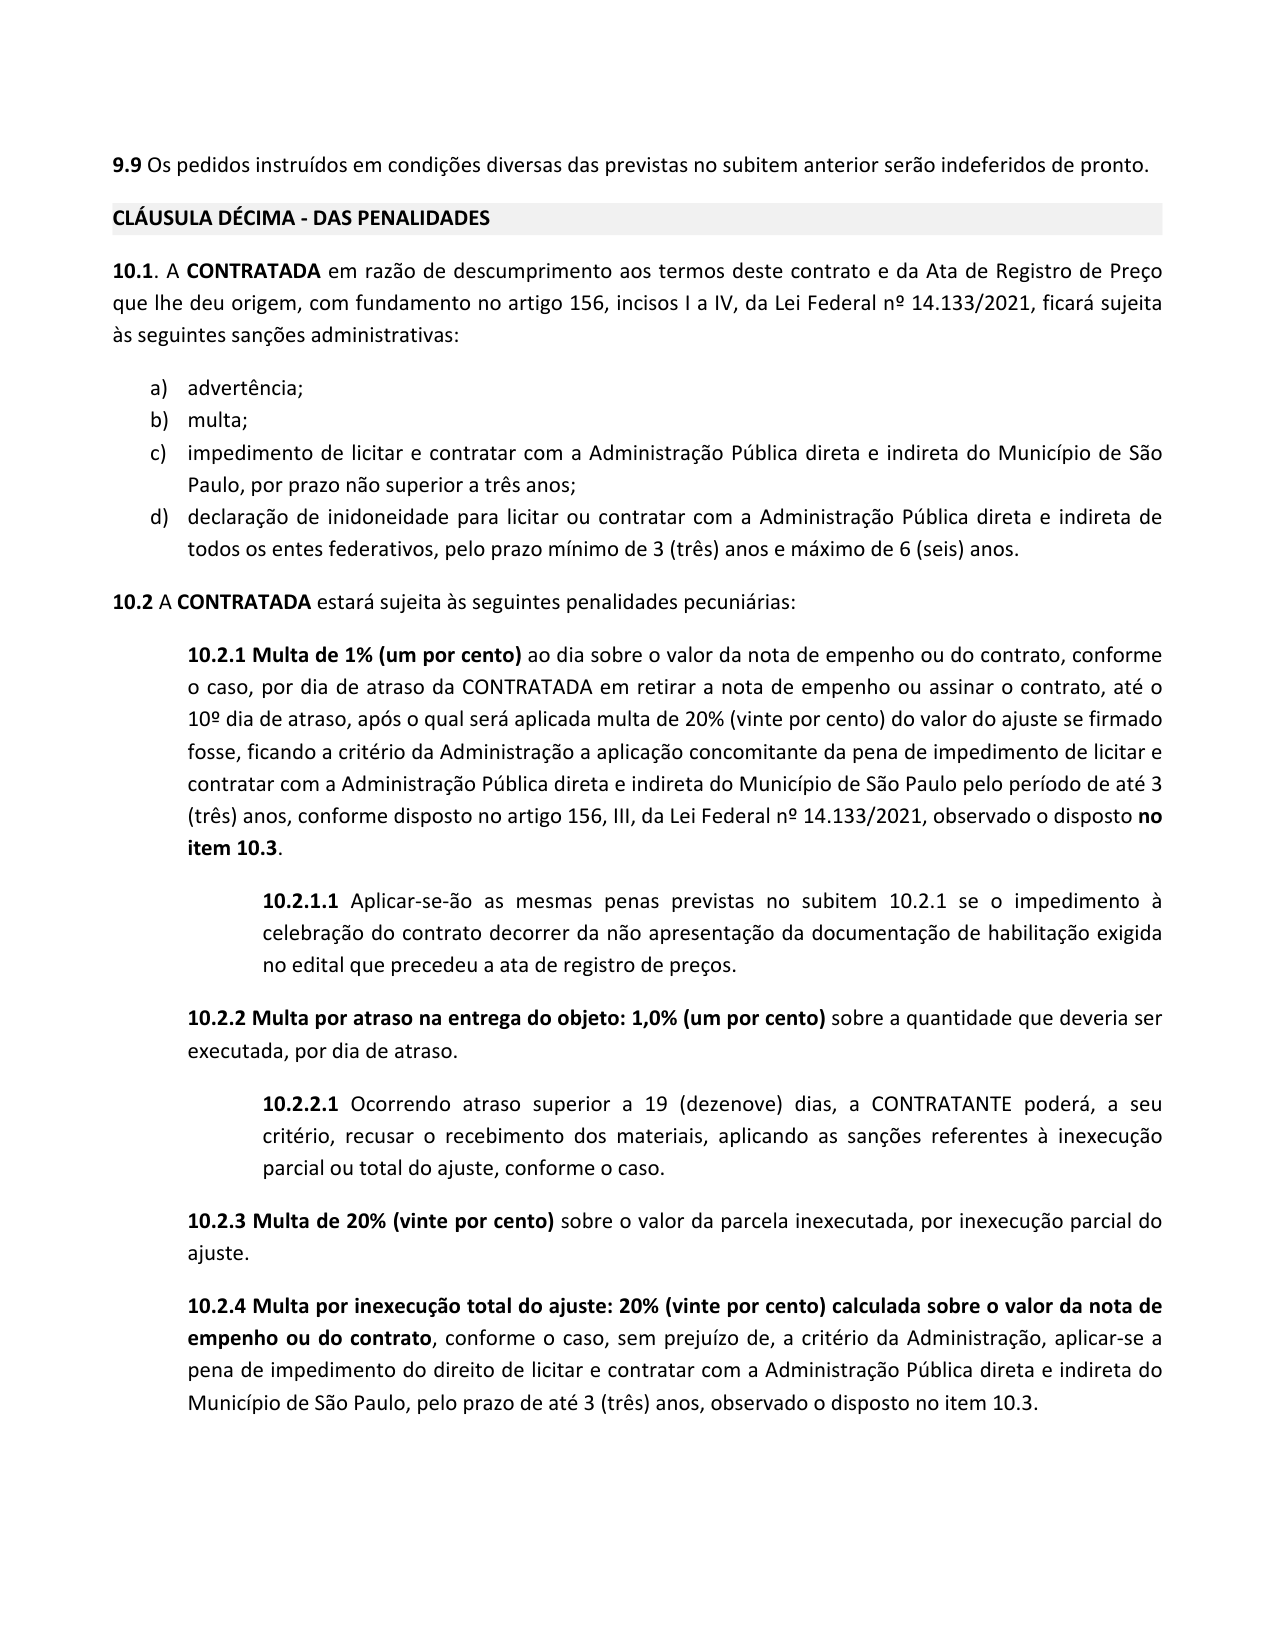 9.9 Os pedidos instruídos em condições diversas das previstas no subitem anterior serão indeferidos de pronto.
CLÁUSULA DÉCIMA - DAS PENALIDADES
10.1. A CONTRATADA em razão de descumprimento aos termos deste contrato e da Ata de Registro de Preço
que lhe deu origem, com fundamento no artigo 156, incisos I a IV, da Lei Federal nº 14.133/2021, ficará sujeita
às seguintes sanções administrativas:
a) advertência;
b) multa;
c) impedimento de licitar e contratar com a Administração Pública direta e indireta do Município de São
Paulo, por prazo não superior a três anos;
d) declaração de inidoneidade para licitar ou contratar com a Administração Pública direta e indireta de
todos os entes federativos, pelo prazo mínimo de 3 (três) anos e máximo de 6 (seis) anos.
10.2 A CONTRATADA estará sujeita às seguintes penalidades pecuniárias:
10.2.1 Multa de 1% (um por cento) ao dia sobre o valor da nota de empenho ou do contrato, conforme
o caso, por dia de atraso da CONTRATADA em retirar a nota de empenho ou assinar o contrato, até o
10º dia de atraso, após o qual será aplicada multa de 20% (vinte por cento) do valor do ajuste se firmado
fosse, ficando a critério da Administração a aplicação concomitante da pena de impedimento de licitar e
contratar com a Administração Pública direta e indireta do Município de São Paulo pelo período de até 3
(três) anos, conforme disposto no artigo 156, III, da Lei Federal nº 14.133/2021, observado o disposto no
item 10.3.
10.2.1.1 Aplicar-se-ão as mesmas penas previstas no subitem 10.2.1 se o impedimento à
celebração do contrato decorrer da não apresentação da documentação de habilitação exigida
no edital que precedeu a ata de registro de preços.
10.2.2 Multa por atraso na entrega do objeto: 1,0% (um por cento) sobre a quantidade que deveria ser
executada, por dia de atraso.
10.2.2.1 Ocorrendo atraso superior a 19 (dezenove) dias, a CONTRATANTE poderá, a seu
critério, recusar o recebimento dos materiais, aplicando as sanções referentes à inexecução
parcial ou total do ajuste, conforme o caso.
10.2.3 Multa de 20% (vinte por cento) sobre o valor da parcela inexecutada, por inexecução parcial do
ajuste.
10.2.4 Multa por inexecução total do ajuste: 20% (vinte por cento) calculada sobre o valor da nota de
empenho ou do contrato, conforme o caso, sem prejuízo de, a critério da Administração, aplicar-se a
pena de impedimento do direito de licitar e contratar com a Administração Pública direta e indireta do
Município de São Paulo, pelo prazo de até 3 (três) anos, observado o disposto no item 10.3.